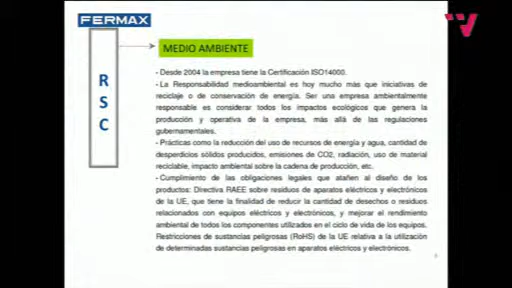 FERMAX
RSC
MEDIO AMBIENTE
- Desde 2004 la empresa tiene la Certificación ISO14000.
- La Responsabilidad medioambiental es hoy mucho más que iniciativas de
reciclaje o de conservación de energía. Ser una empresa ambientalmente
responsable es considerar todos los impactos ecológicos que genera la
producción y operativa de la empresa, más allá de las regulaciones
gubernamentales.
- Prácticas como la reducción del uso de recursos de energía y agua, cantidad de
desperdicios sólidos producidos, emisiones de CO2, radiación, uso de material
reciclable, impacto ambiental sobre la cadena de producción, etc.
- Cumplimiento de las obligaciones legales que atañen al diseño de los
productos: Directiva RAEE sobre residuos de aparatos eléctricos y electrónicos
de la UE, que tiene la finalidad de reducir la cantidad de desechos o residuos
relacionados con equipos eléctricos y electrónicos, y mejorar el rendimiento
ambiental de todos los componentes utilizados en el ciclo de vida de los equipos.
Restricciones de sustancias peligrosas (RoHS) de la UE relativa a la utilización
de determinadas sustancias peligrosas en aparatos eléctricos y electrónicos.